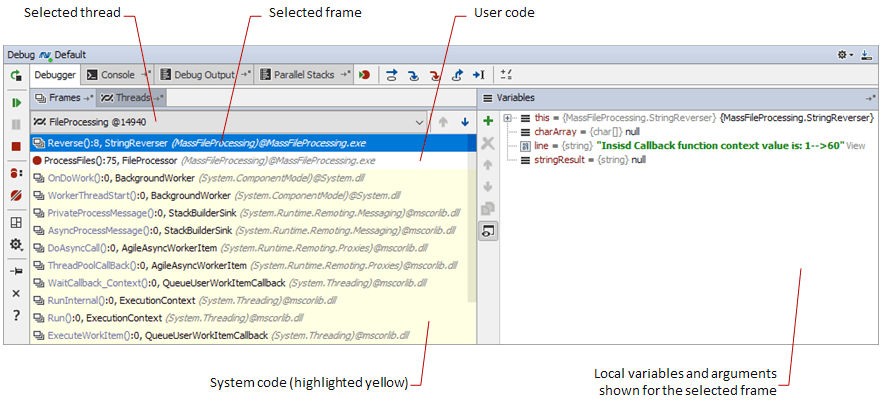 Selected thread
Selected frame
User code
Debug Default
Debugger Console Debug Output Parallel Stacks
Frames Threads
Variables
FileProcessing @14940
this = {MassFileProcessing.StringReverser} {MassFileProcessing.StringReverser}
charArray = {char[]} null
line = {string} "Insisd Callback function context value is: 1-->60" View
stringResult = {string} null
Reverse():8, StringReverser (MassFileProcessing)@MassFileProcessing.exe
ProcessFiles():75, FileProcessor (MassFileProcessing)@MassFileProcessing.exe
OnDoWork():0, BackgroundWorker (System.ComponentModel)@System.dll
WorkerThreadStart():0, BackgroundWorker (System.ComponentModel)@System.dll
PrivateProcessMessage():0, StackBuilderSink (System.Runtime.Remoting.Messaging)@mscorlib.dll
AsyncProcessMessage():0, StackBuilderSink (System.Runtime.Remoting.Messaging)@mscorlib.dll
DoAsyncCall():0, AgileAsyncWorkerItem (System.Runtime.Remoting.Proxies)@mscorlib.dll
ThreadPoolCallBack():0, AgileAsyncWorkerItem (System.Runtime.Remoting.Proxies)@mscorlib.dll
WaitCallback_Context():0, QueueUserWorkItemCallback (System.Threading)@mscorlib.dll
RunInternal():0, ExecutionContext (System.Threading)@mscorlib.dll
Run():0, ExecutionContext (System.Threading)@mscorlib.dll
ExecuteWorkItem():0, QueueUserWorkItemCallback (System.Threading)@mscorlib.dll
System code (highlighted yellow)
Local variables and arguments
shown for the selected frame